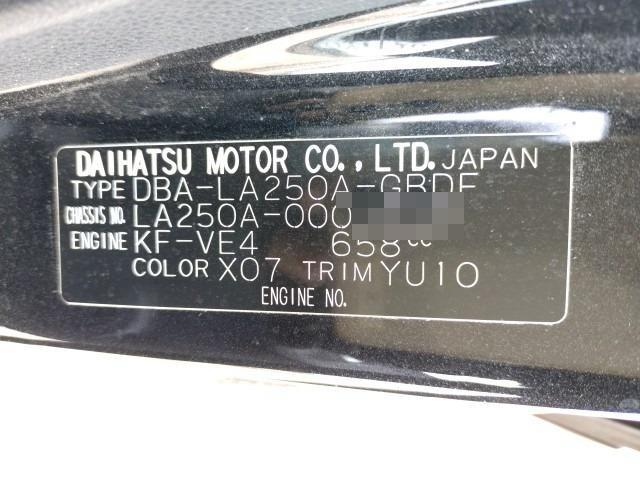 DAIHATSU MOTOR CO., LTD. JAPAN
TYPE DBA-LA250A-GBDF
CHASSIS NO. LA250A-000
ENGINE KF-VE4 658cc
COLOR X07 TRIM YU10
ENGINE NO.